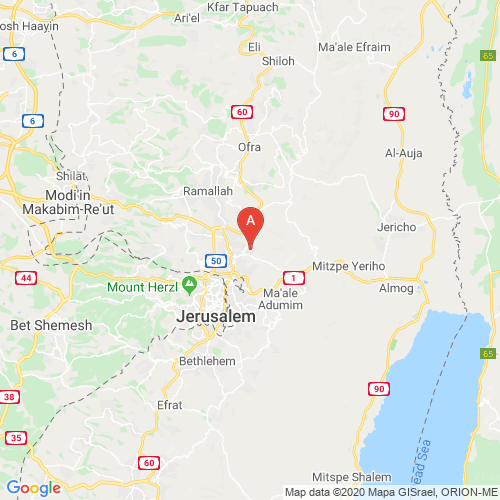 Kfar Tapuach
osh Haayin
Ari'el
Eli
Ma'ale Efraim
Shiloh
6
65
60
90
6
Ofra
Al-Auja
Shilat
Ramallah
Modi'in
Makabim-Re'ut
A
Jericho
50
Mitzpe Yeriho
44
1
Mount Herzl
Almog
Ma'ale
Adumim
Jerusalem
Bet Shemesh
65
Bethlehem
90
38
Efrat
35
60
ead Sea
Mitspe Shalem
Map data ©2020 Mapa GISrael, ORION-ME